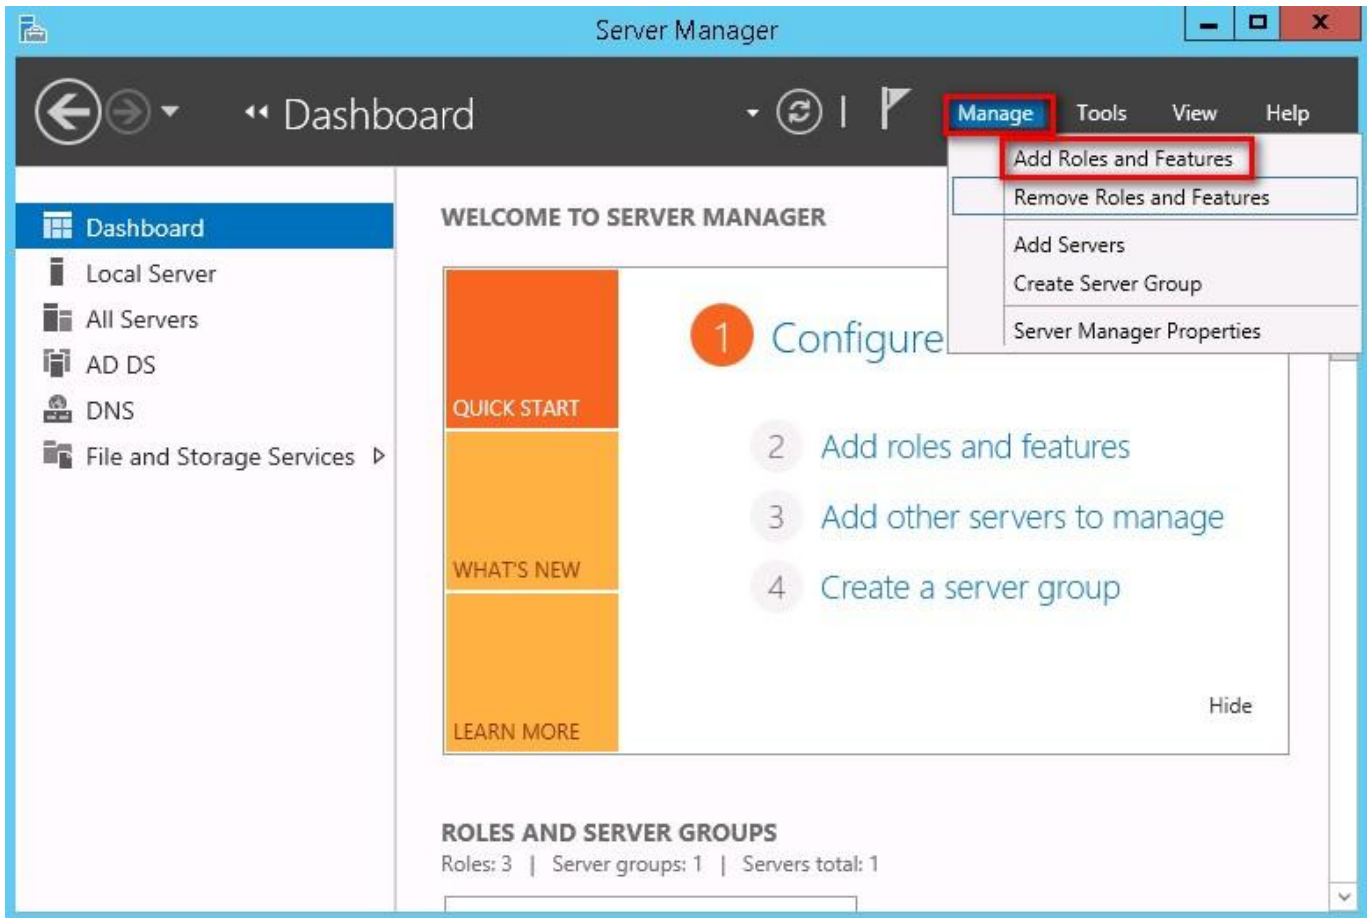 Server Manager
Dashboard
Manage Tools View Help
Add Roles and Features
Remove Roles and Features
Add Servers
Create Server Group
Server Manager Properties
Dashboard
Local Server
All Servers
AD DS
DNS
File and Storage Services
WELCOME TO SERVER MANAGER
QUICK START
WHAT'S NEW
LEARN MORE
1 Configure
2 Add roles and features
3 Add other servers to manage
4 Create a server group
Hide
ROLES AND SERVER GROUPS
Roles: 3 | Server groups: 1 | Servers total: 1